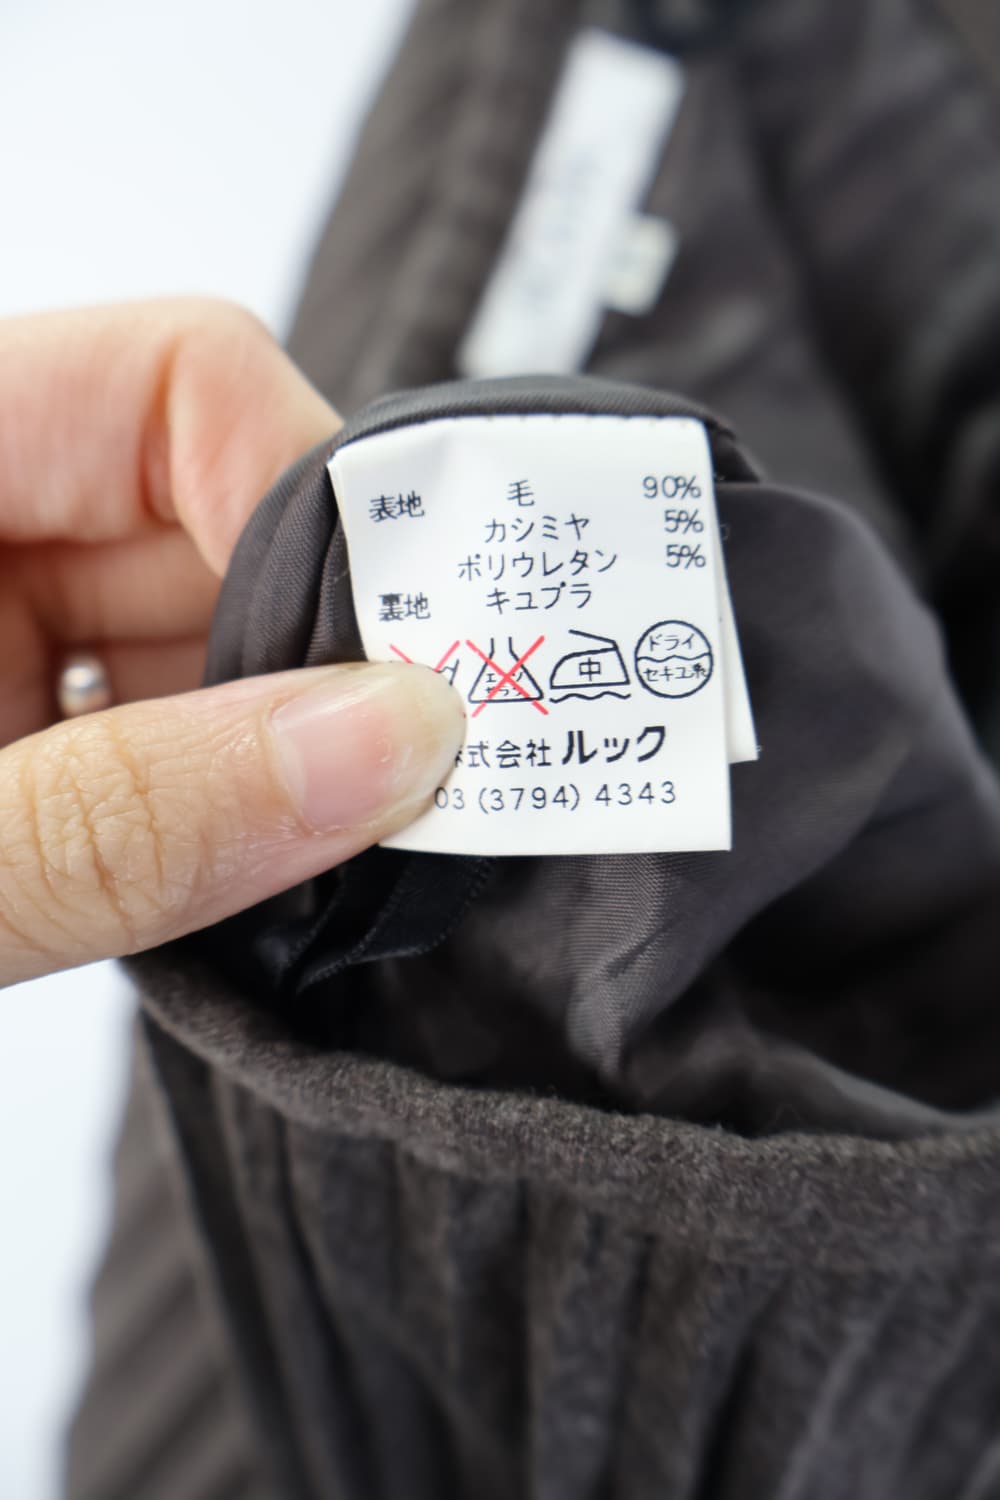 表地 毛 90%
カシミヤ 5%
ポリウレタン 5%
裏地 キュプラ
中 ドライ
セキユ系
式会社 ルック
03 (3794) 4343